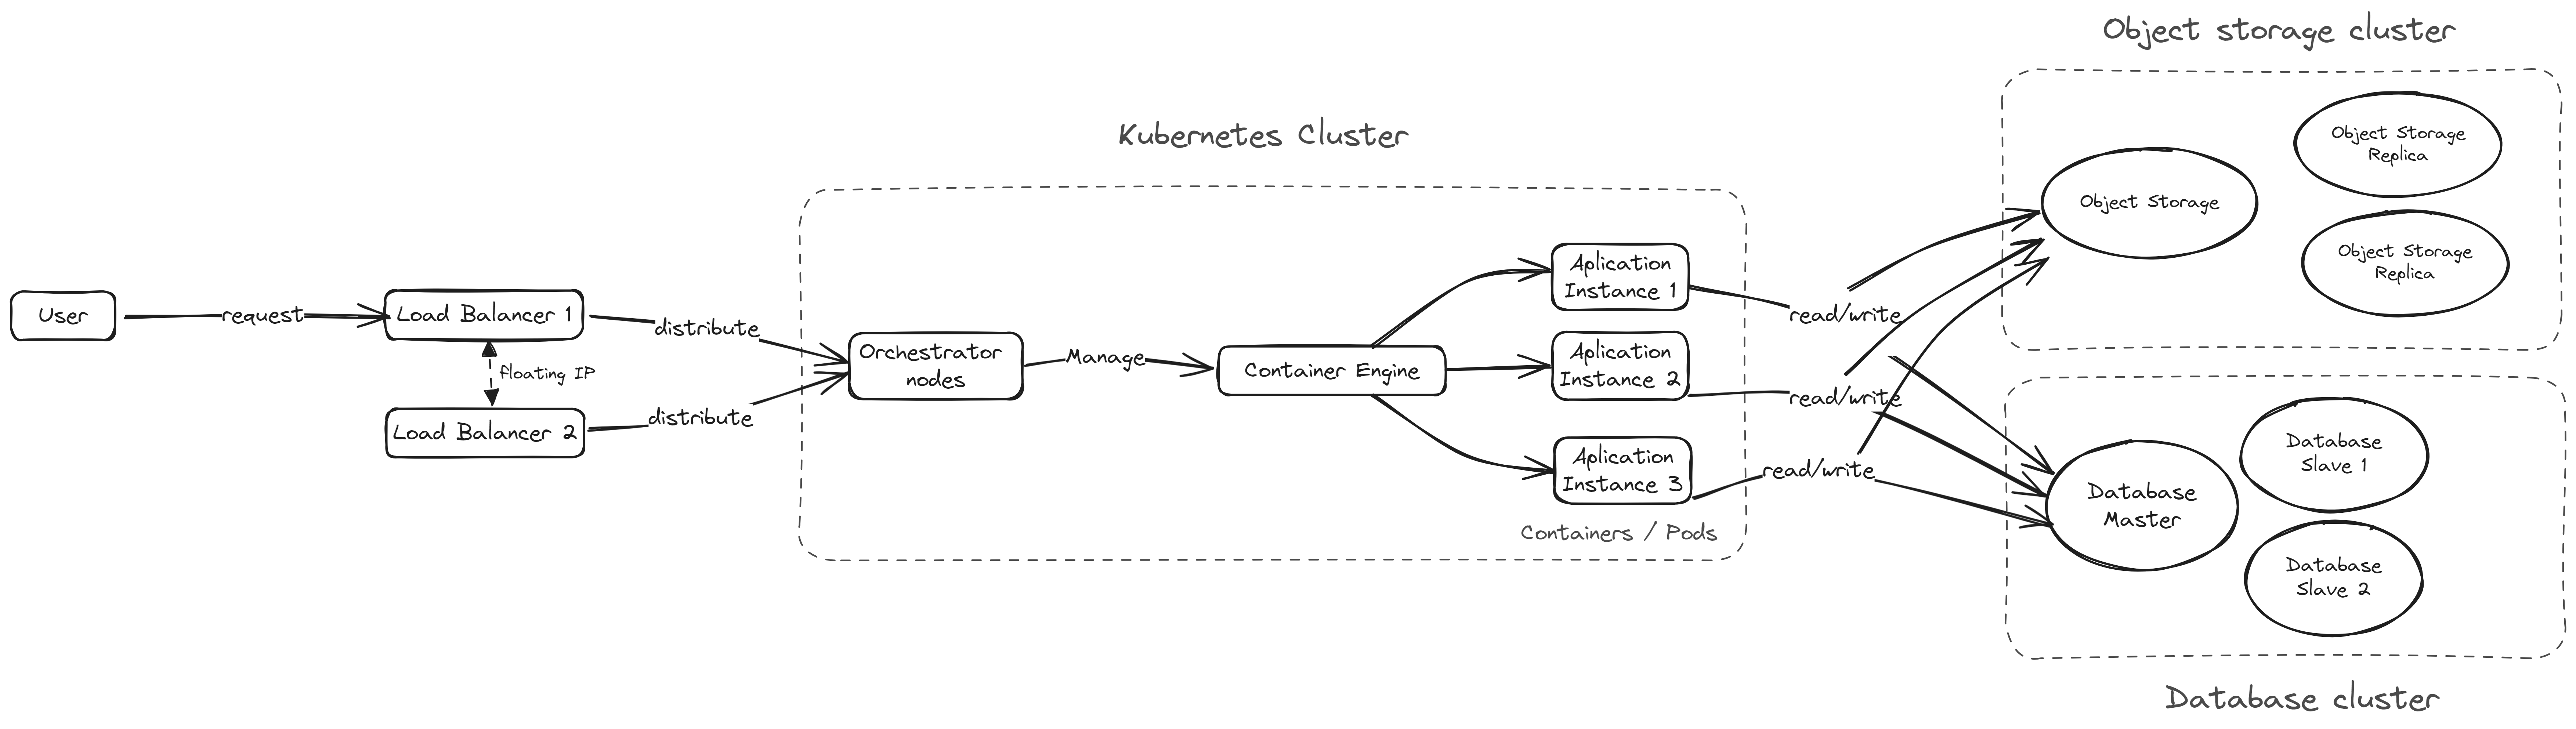 Object storage cluster
Kubernetes Cluster
Object Storage
Replica
Object Storage
Object Storage
Replica
User
request
Load Balancer 1
floating IP
Load Balancer 2
distribute
distribute
Orchestrator
nodes
Manage
Container Engine
Aplication
Instance 1
Aplication
Instance 2
Aplication
Instance 3
Containers / Pods
read/write
read/write
read/write
Database
Master
Database
Slave 1
Database
Slave 2
Database cluster